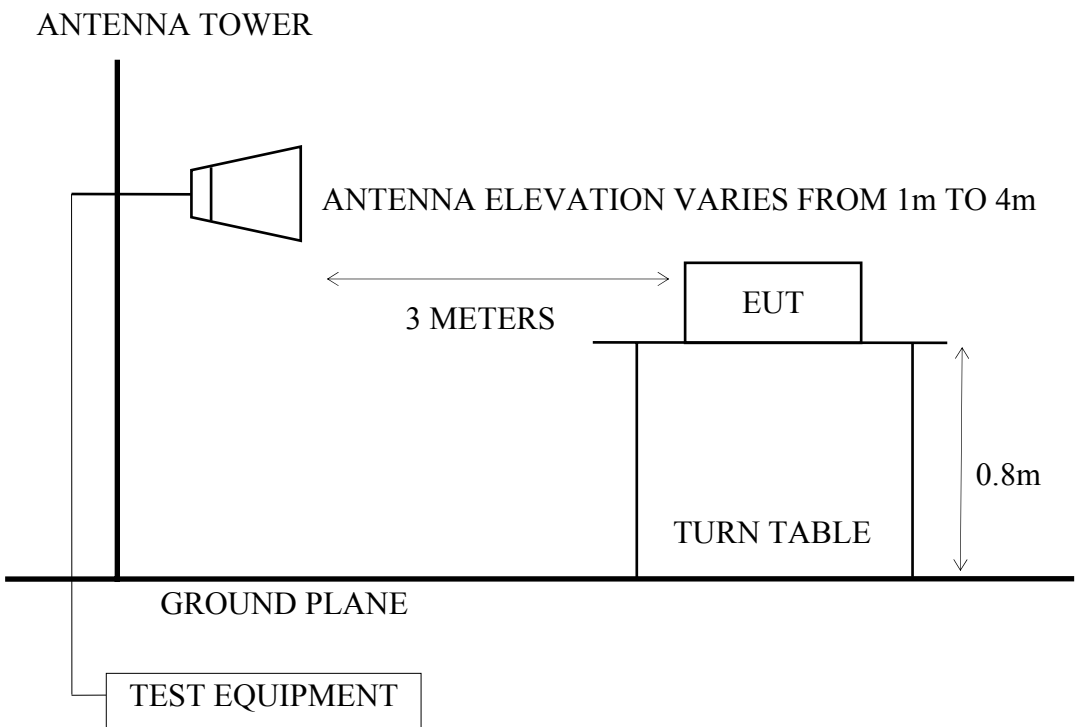 ANTENNA TOWER
ANTENNA ELEVATION VARIES FROM 1m TO 4m
EUT
3 METERS
0.8m
TURN TABLE
GROUND PLANE
TEST EQUIPMENT